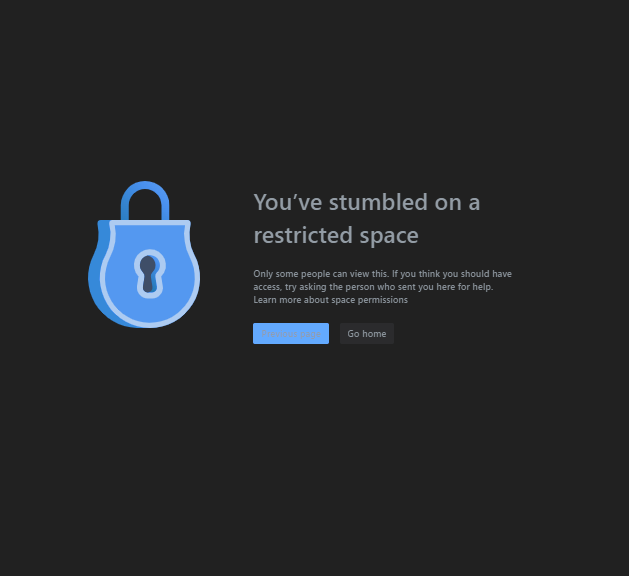 You've stumbled on a
restricted space
Only some people can view this. If you think you should have
access, try asking the person who sent you here for help.
Learn more about space permissions
Go home